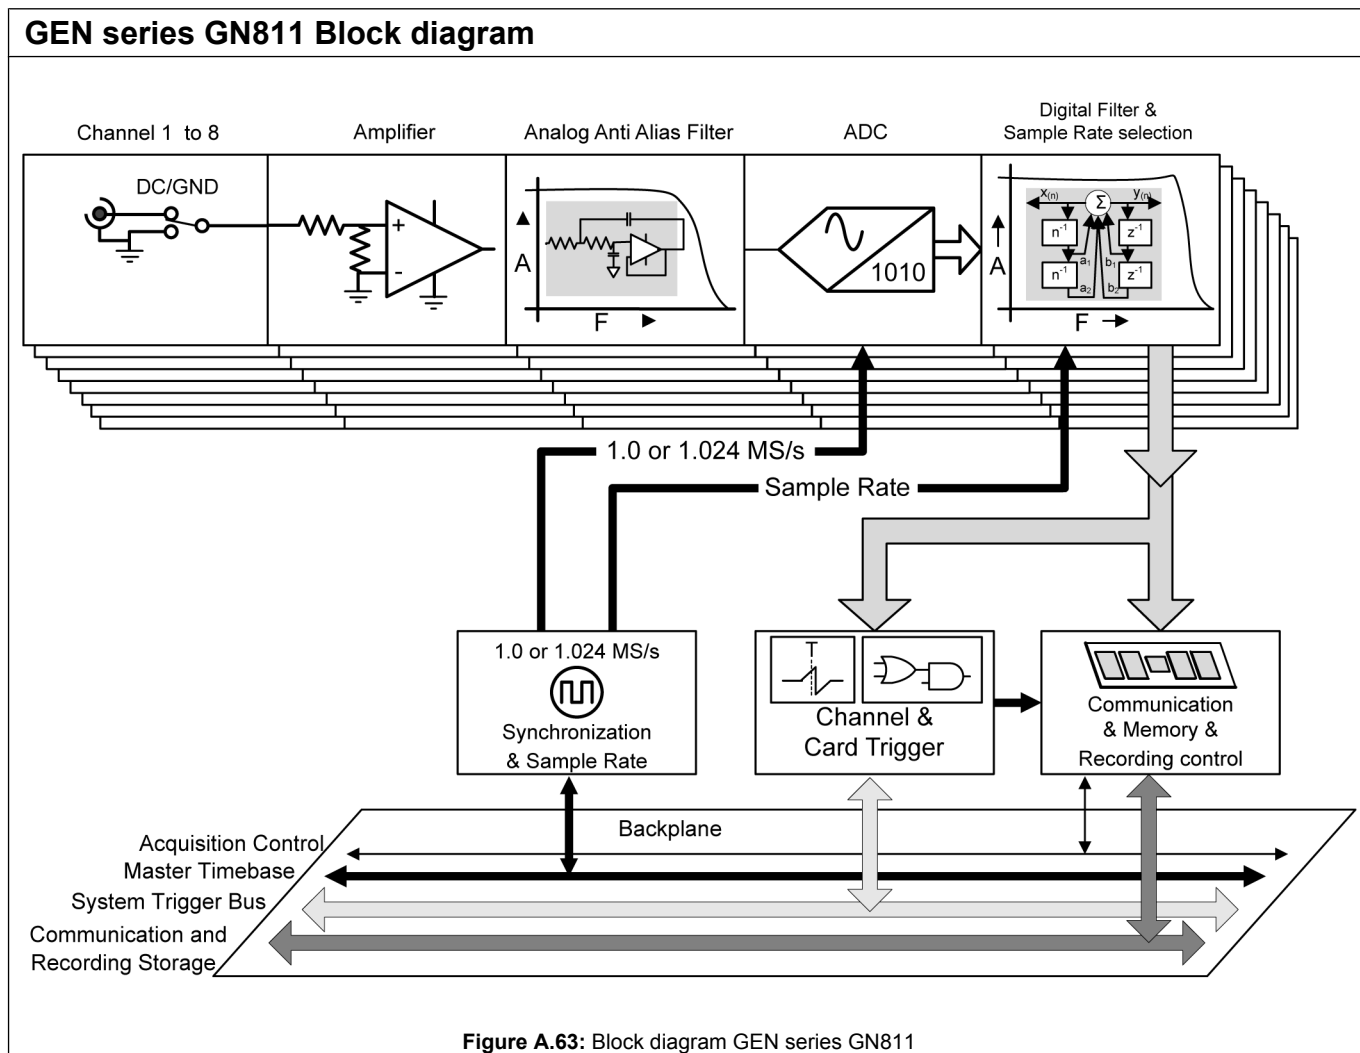 GEN series GN811 Block diagram
Channel 1 to 8
Amplifier
Analog Anti Alias Filter
ADC
Digital Filter &
Sample Rate selection
DC/GND
+
-
A
F
1010
A
F
x(n)
Σ
y(n)
n-1
z-1
a1
b1
n-1
z-1
a2
b2
1.0 or 1.024 MS/s
Sample Rate
1.0 or 1.024 MS/s
Synchronization
& Sample Rate
T
Channel &
Card Trigger
Communication
& Memory &
Recording control
Backplane
Acquisition Control
Master Timebase
System Trigger Bus
Communication and
Recording Storage
Figure A.63: Block diagram GEN series GN811